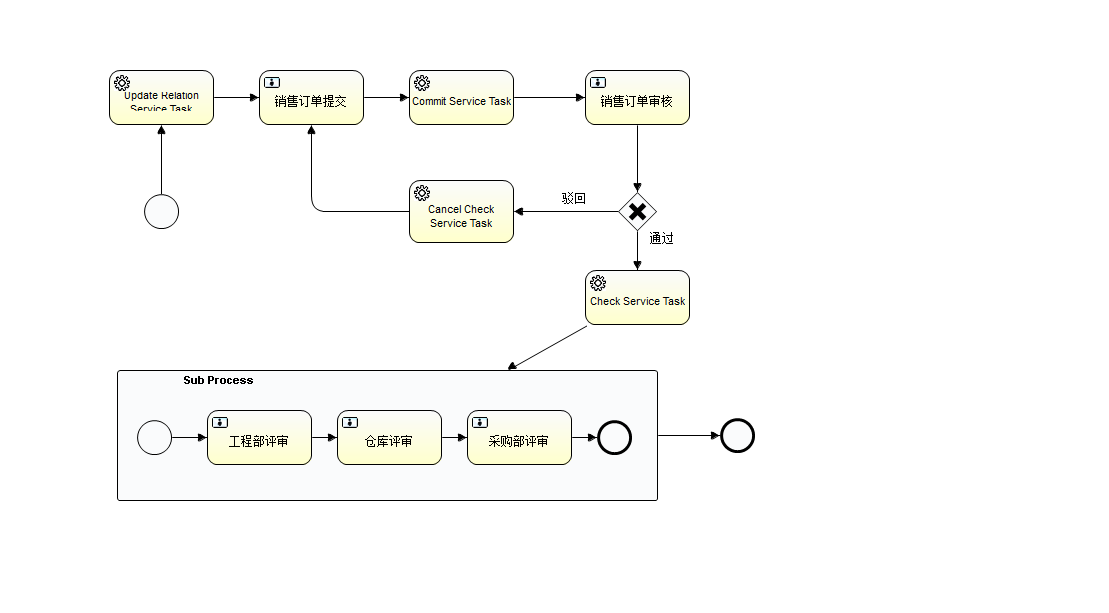 Update Relation
Service Task
销售订单提交
Commit Service Task
销售订单审核
驳回
Cancel Check
Service Task
通过
Check Service Task
Sub Process
工程部评审
仓库评审
采购部评审